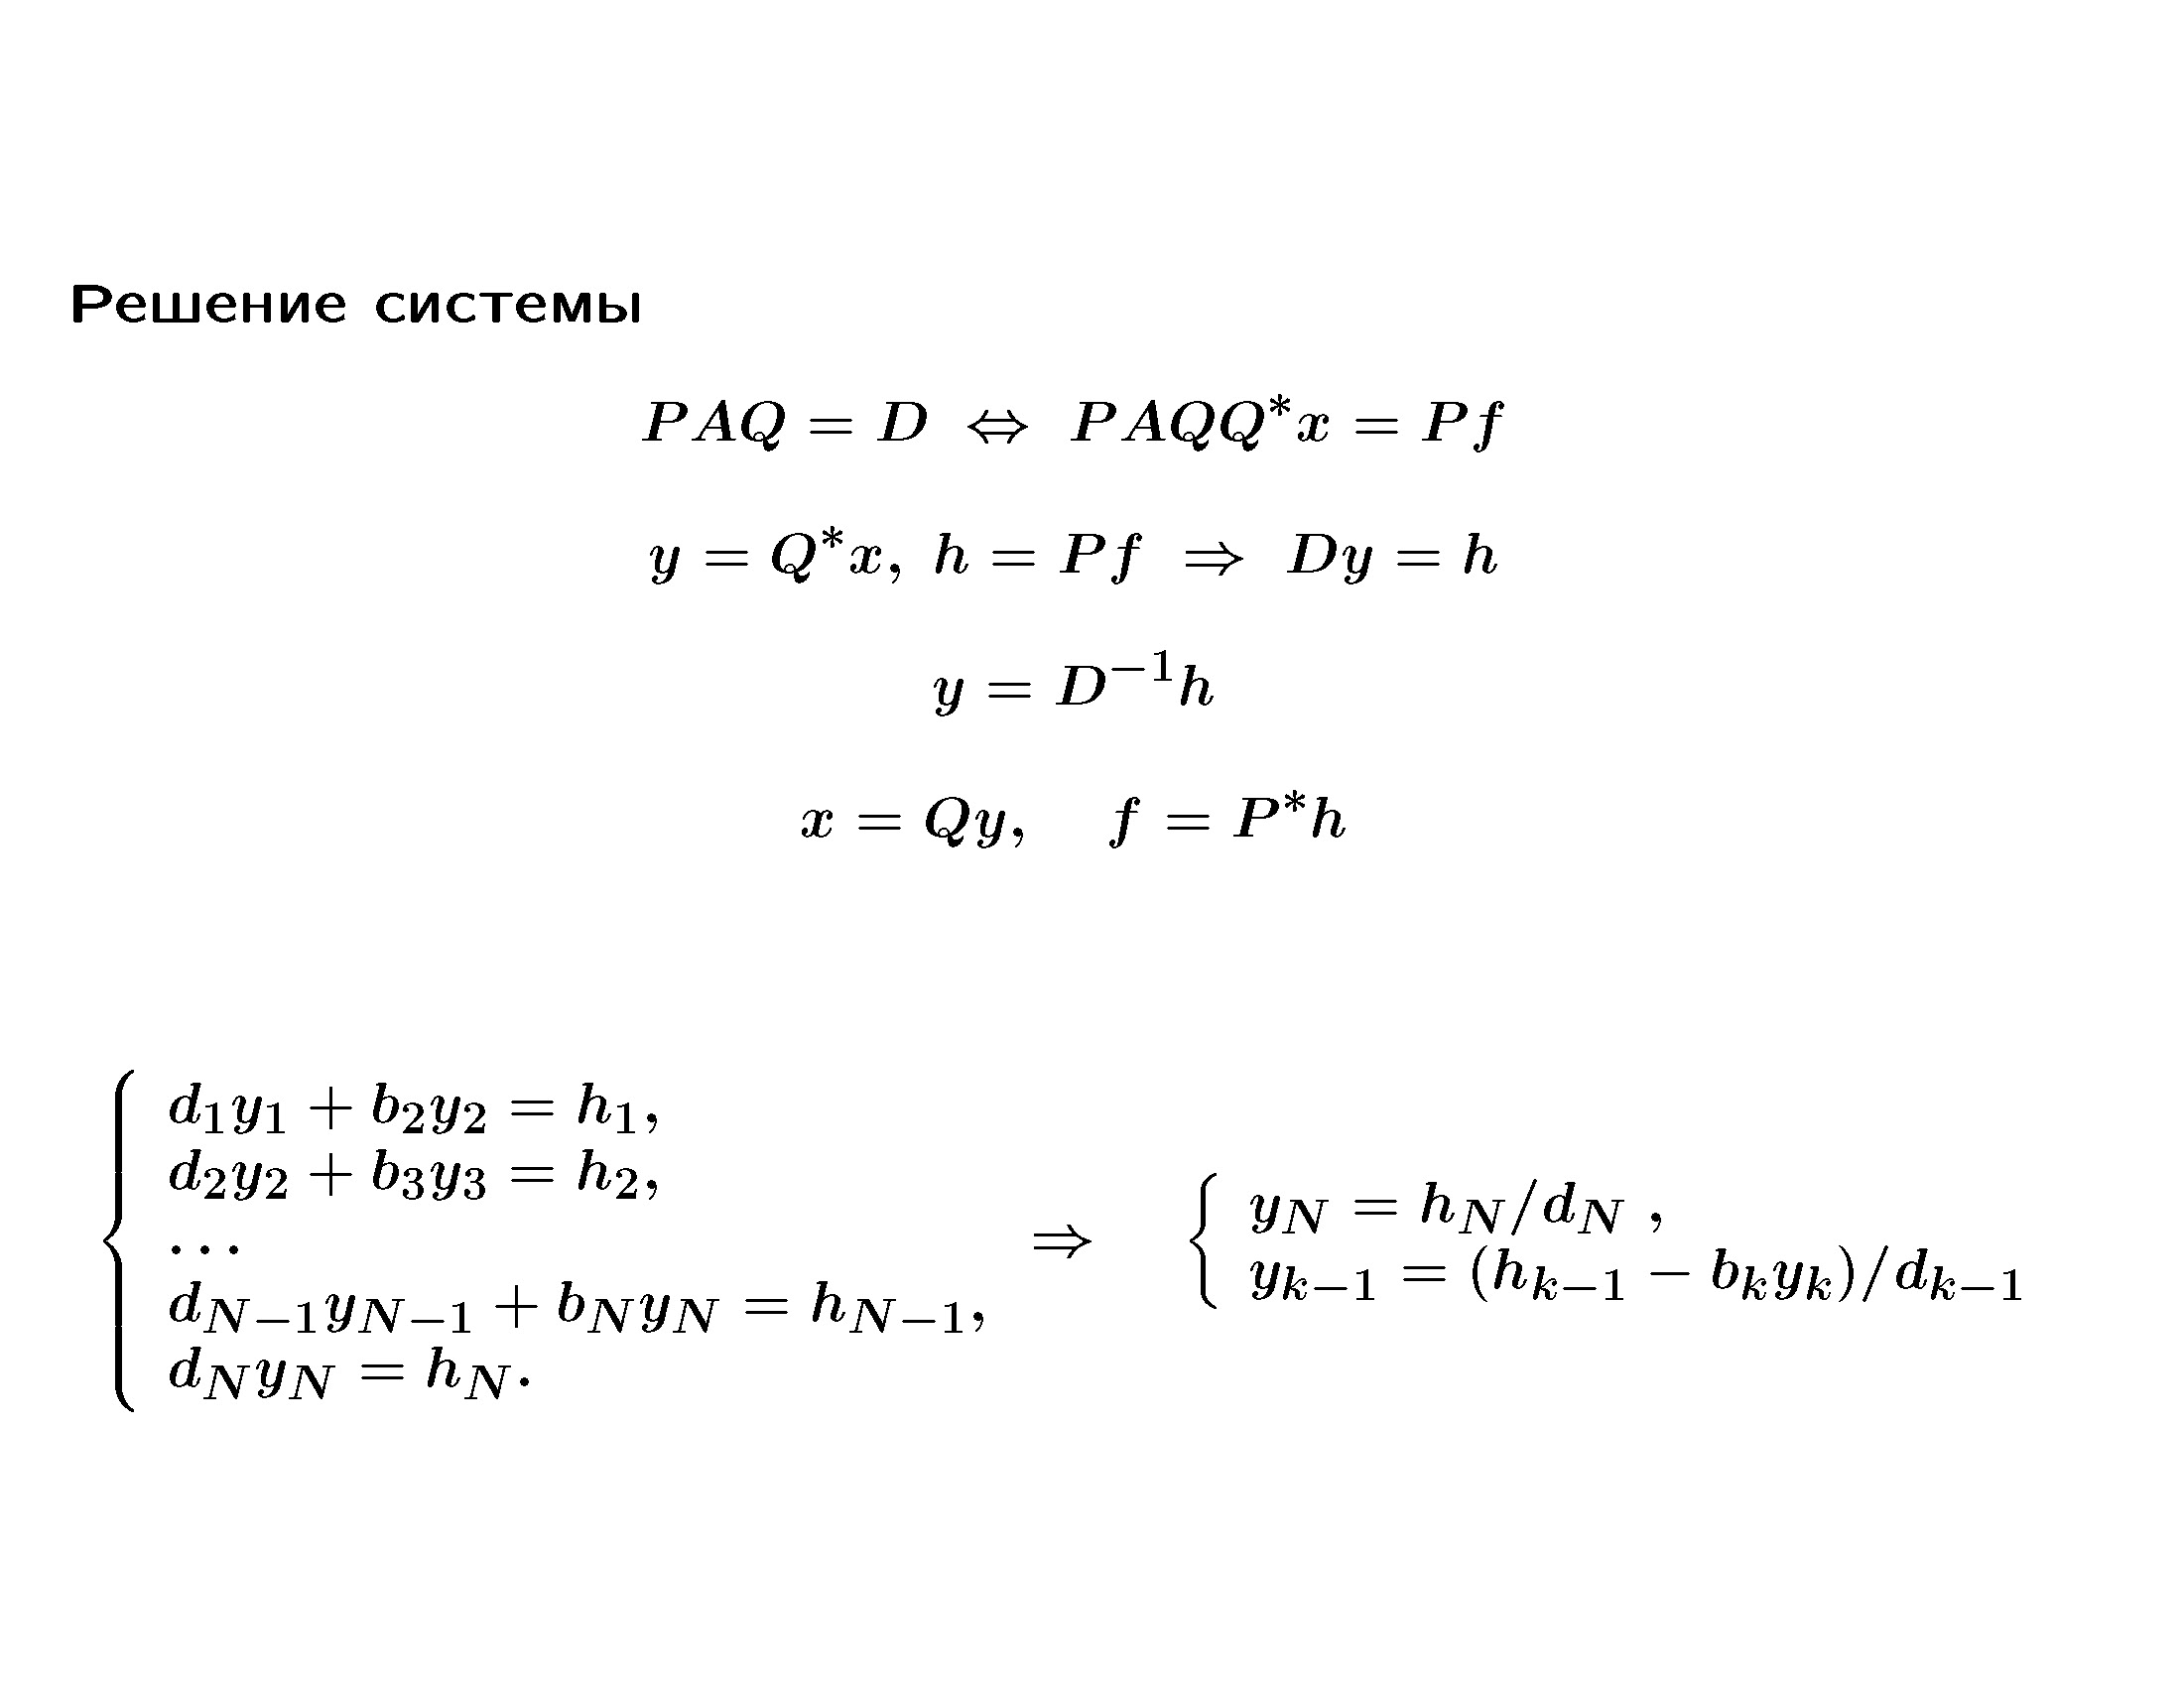 Решение системы
PAQ = D ⇔ PAQQ*x = Pf
y = Q*x, h = Pf ⇒ Dy = h
y = D⁻¹h
x = Qy, f = P*h
d₁y₁ + b₂y₂ = h₁,
d₂y₂ + b₃y₃ = h₂,
...
d_{N−1}y_{N−1} + b_N y_N = h_{N−1},
d_N y_N = h_N.
⇒
y_N = h_N/d_N ,
y_{k−1} = (h_{k−1} − b_k y_k)/d_{k−1}